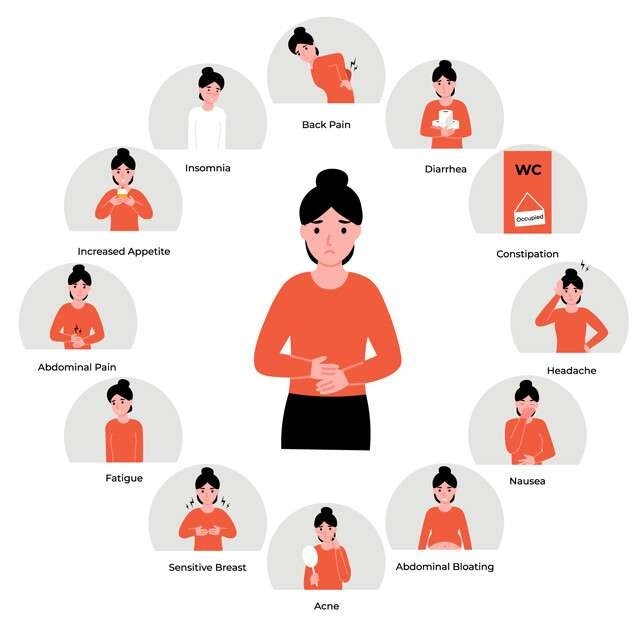 Back Pain
Diarrhea
WC
Occupied
Constipation
Headache
Nausea
Abdominal Bloating
Acne
Sensitive Breast
Fatigue
Abdominal Pain
Increased Appetite
Insomnia